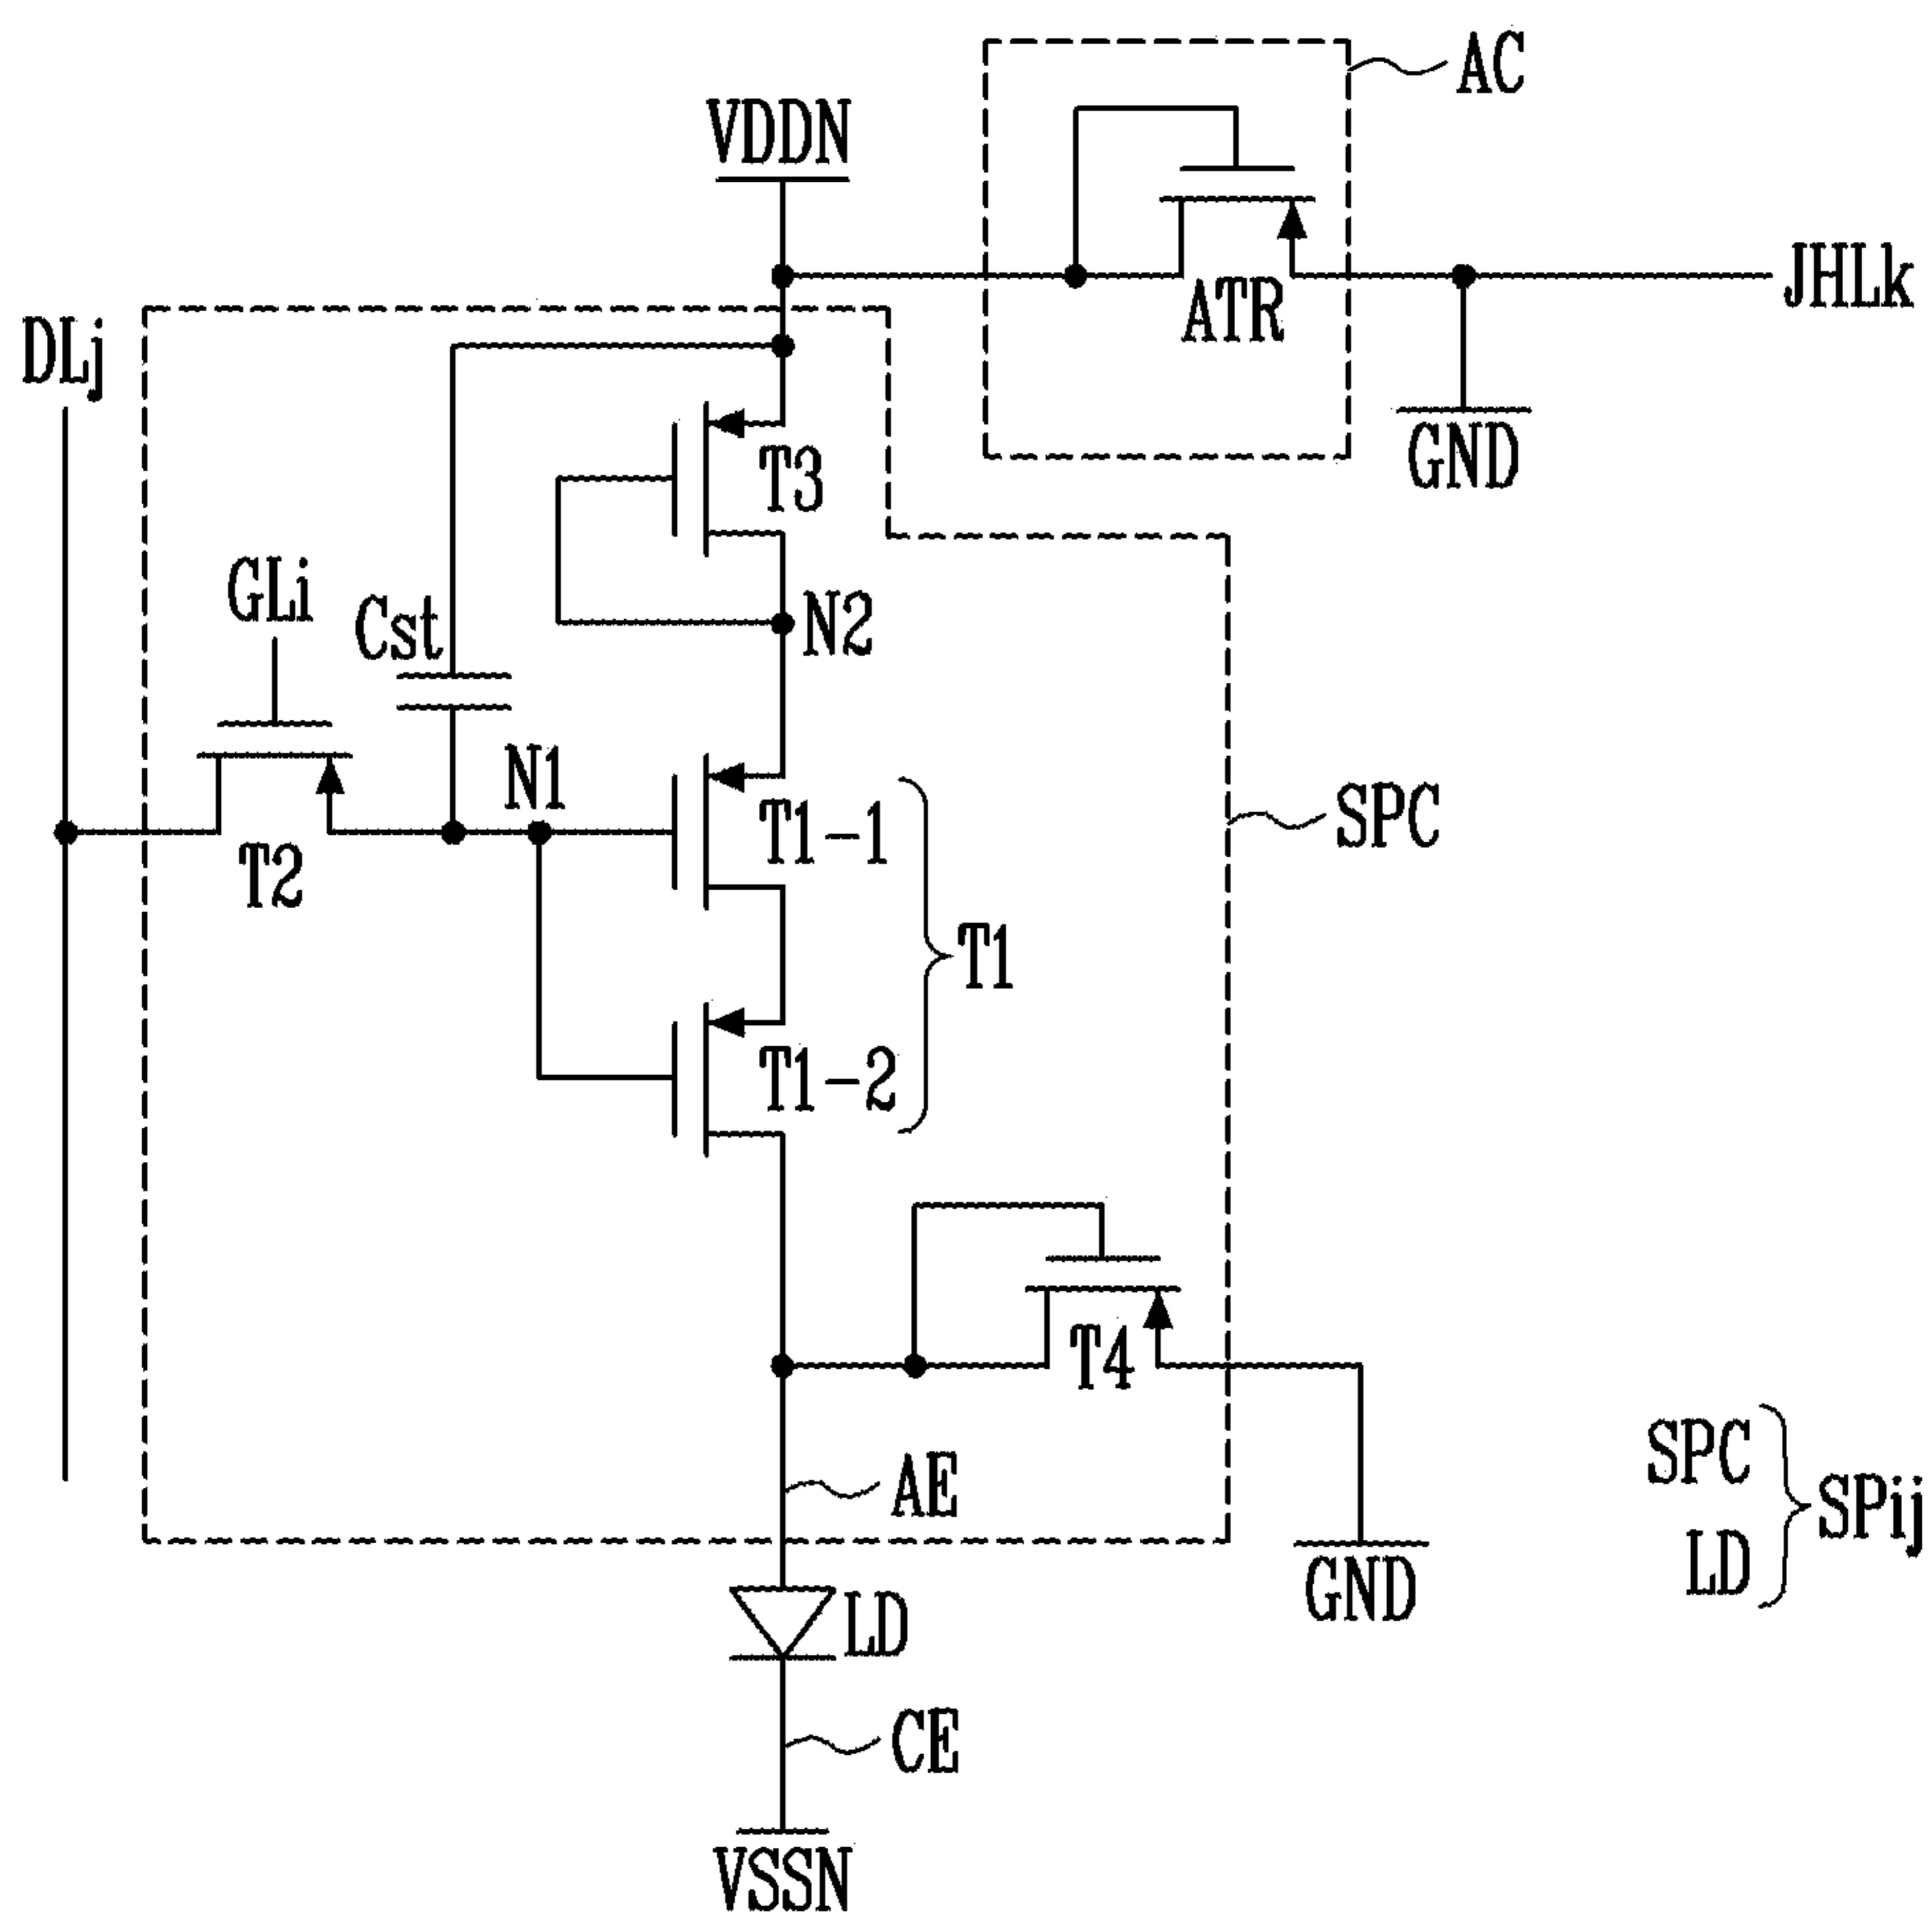 AC
VDDN
JHLk
ATR
DLj
GND
T3
GLi
Cst
N2
N1
T1-1
SPC
T2
T1
T1-2
T4
AE
SPC
SPij
LD
GND
LD
CE
VSSN